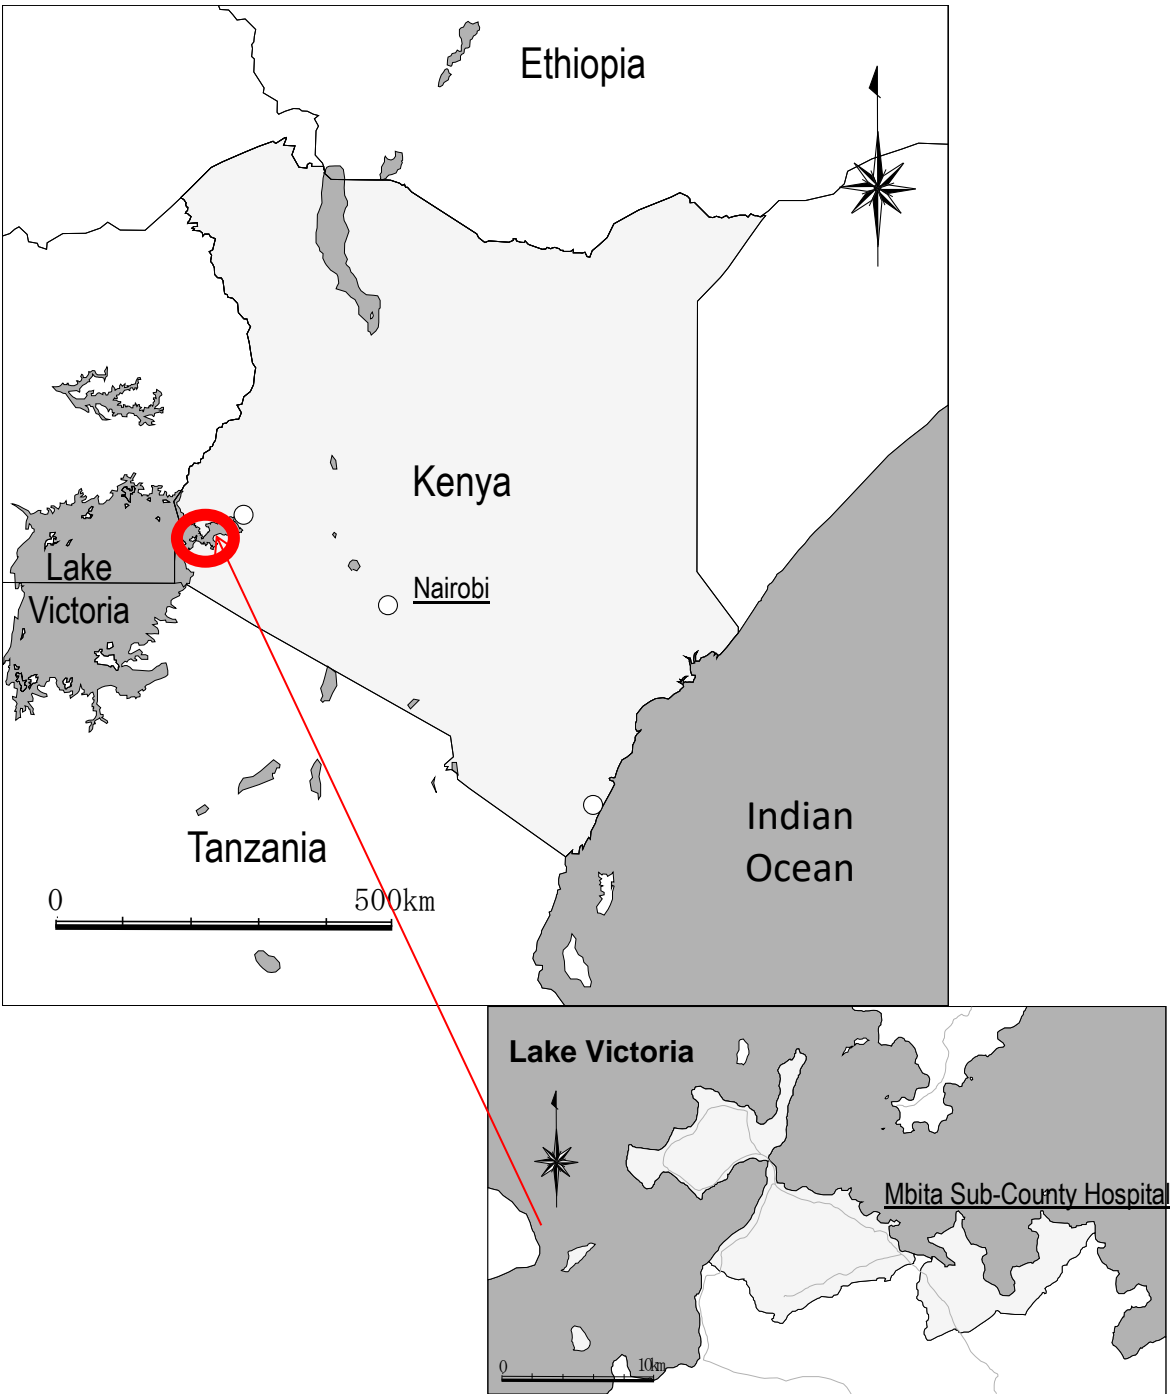 Ethiopia
Kenya
Lake
Victoria
Nairobi
Indian
Ocean
Tanzania
0 500km
Lake Victoria
Mbita Sub-County Hospital
0 10km